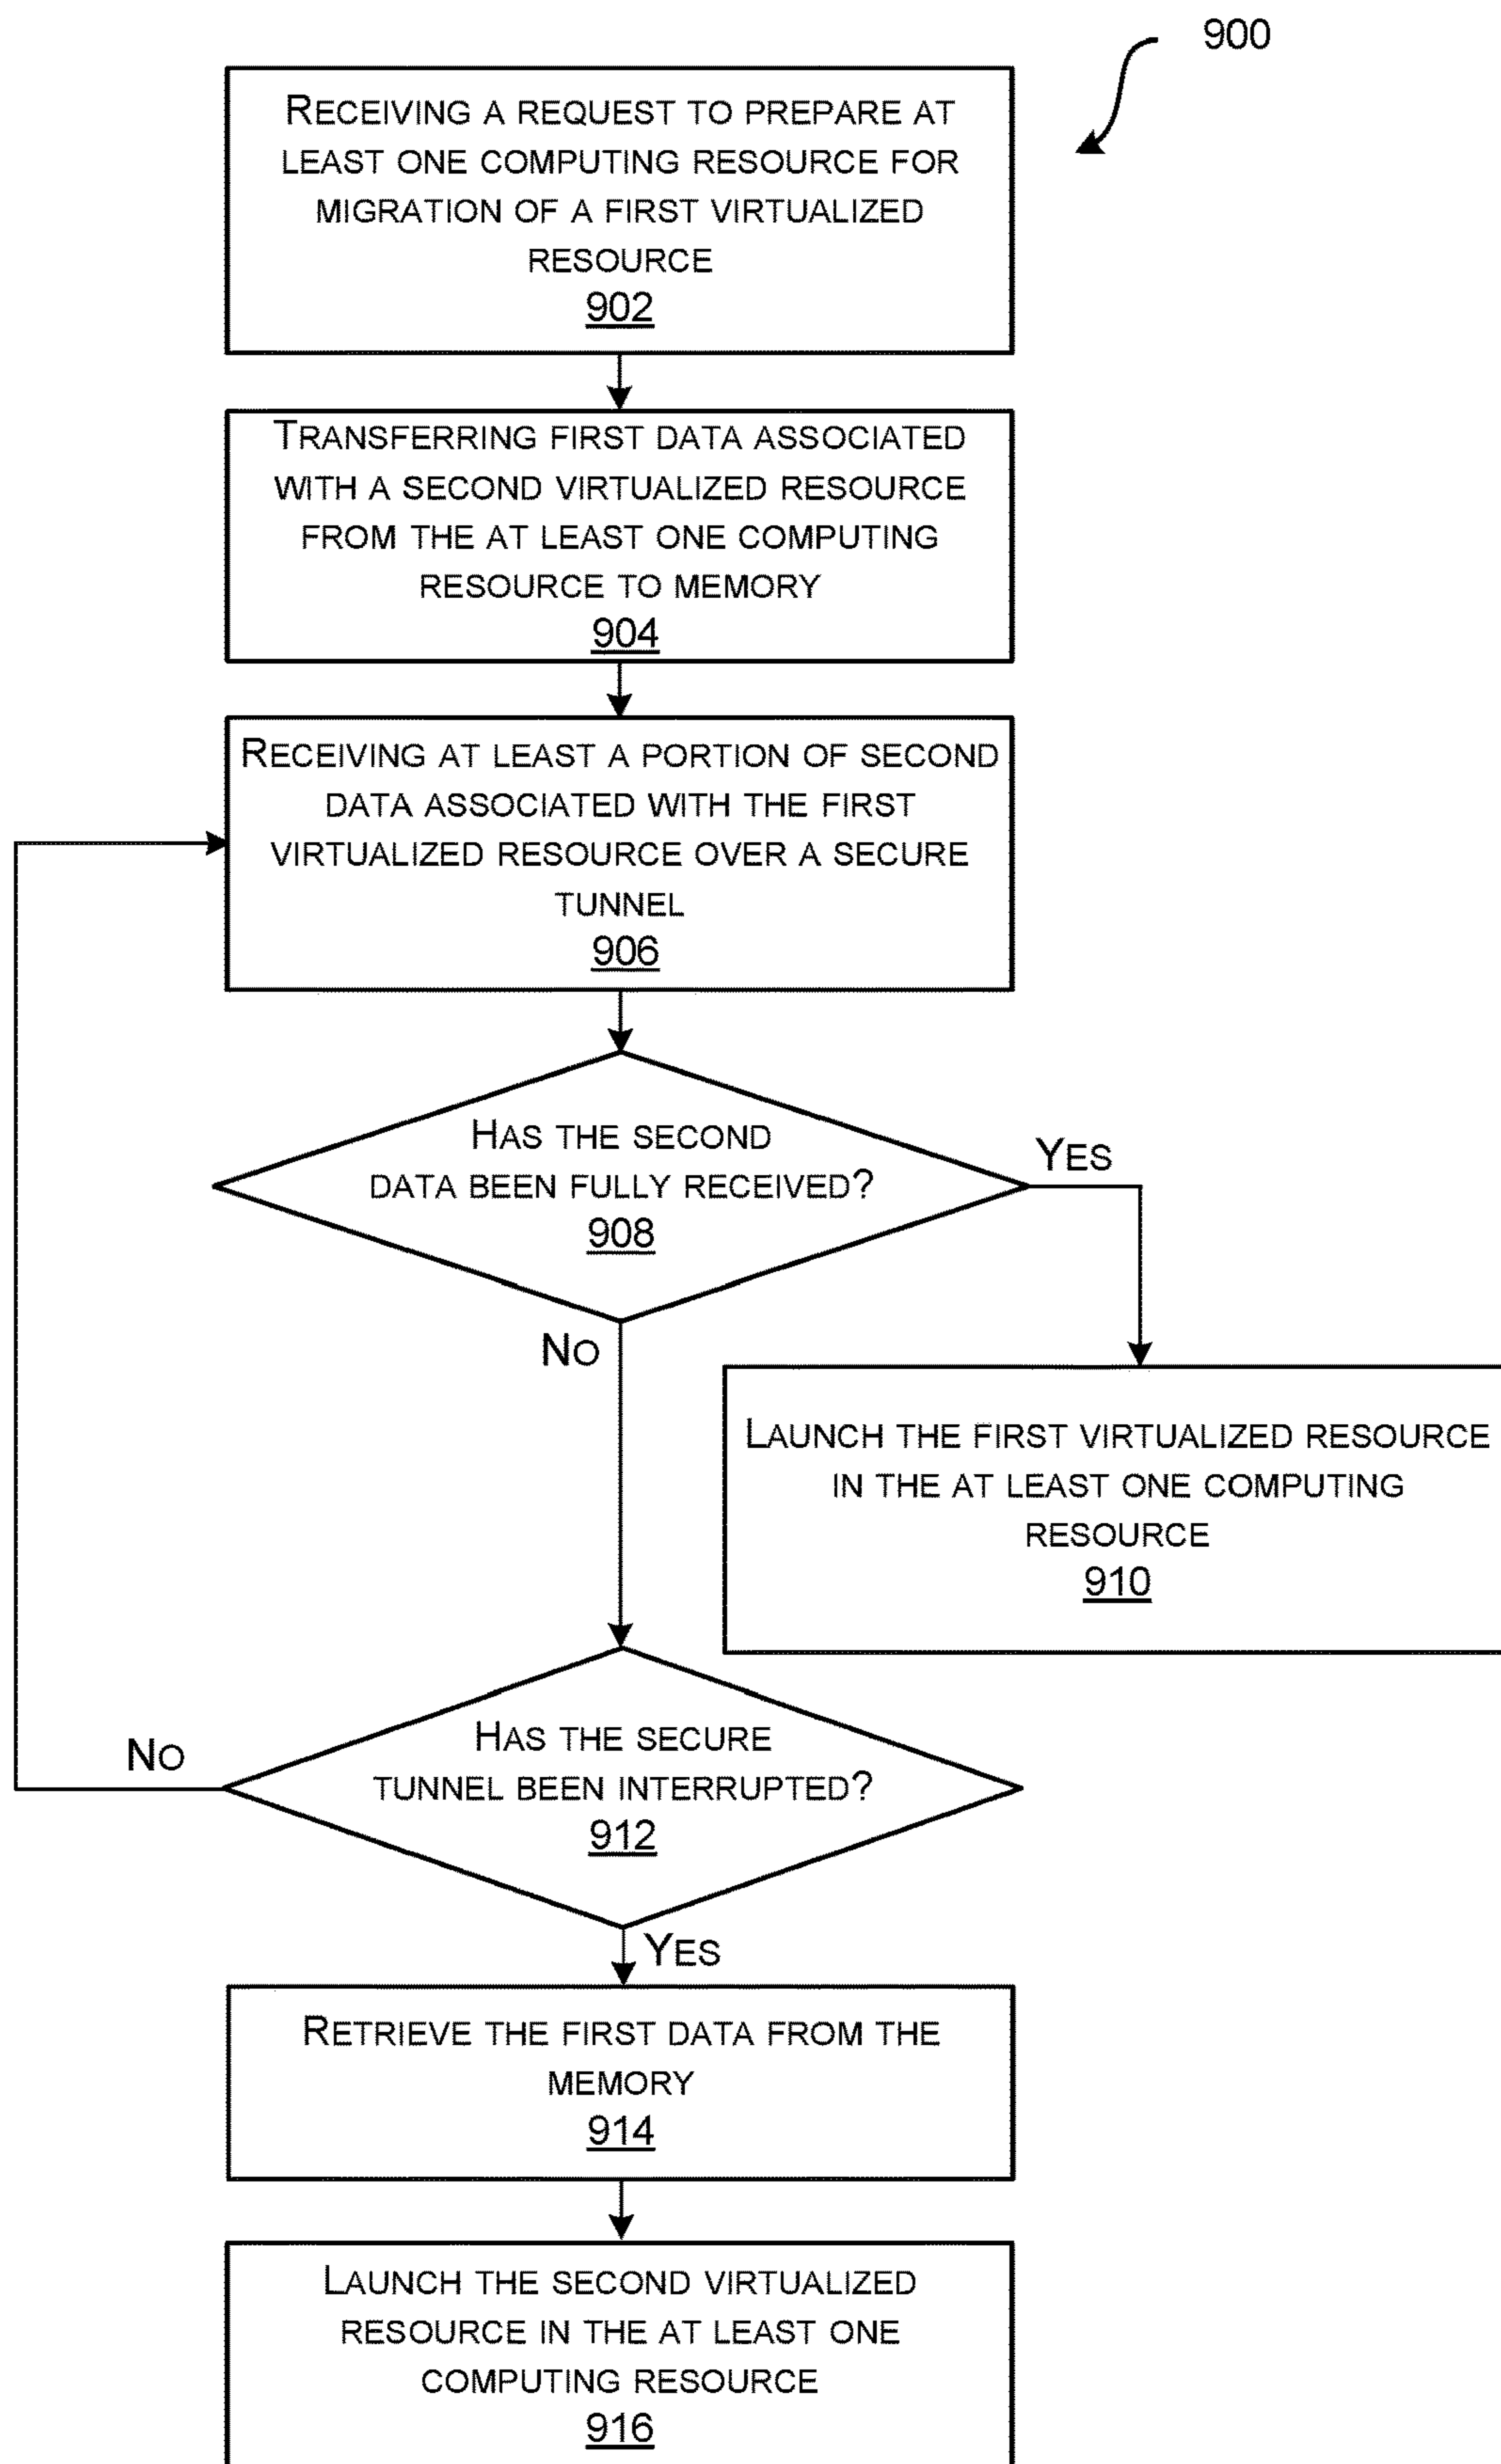 900
RECEIVING A REQUEST TO PREPARE AT
LEAST ONE COMPUTING RESOURCE FOR
MIGRATION OF A FIRST VIRTUALIZED
RESOURCE
902
TRANSFERRING FIRST DATA ASSOCIATED
WITH A SECOND VIRTUALIZED RESOURCE
FROM THE AT LEAST ONE COMPUTING
RESOURCE TO MEMORY
904
RECEIVING AT LEAST A PORTION OF SECOND
DATA ASSOCIATED WITH THE FIRST
VIRTUALIZED RESOURCE OVER A SECURE
TUNNEL
906
HAS THE SECOND
DATA BEEN FULLY RECEIVED?
908
YES
NO
LAUNCH THE FIRST VIRTUALIZED RESOURCE
IN THE AT LEAST ONE COMPUTING
RESOURCE
910
HAS THE SECURE
TUNNEL BEEN INTERRUPTED?
912
NO
YES
RETRIEVE THE FIRST DATA FROM THE
MEMORY
914
LAUNCH THE SECOND VIRTUALIZED
RESOURCE IN THE AT LEAST ONE
COMPUTING RESOURCE
916